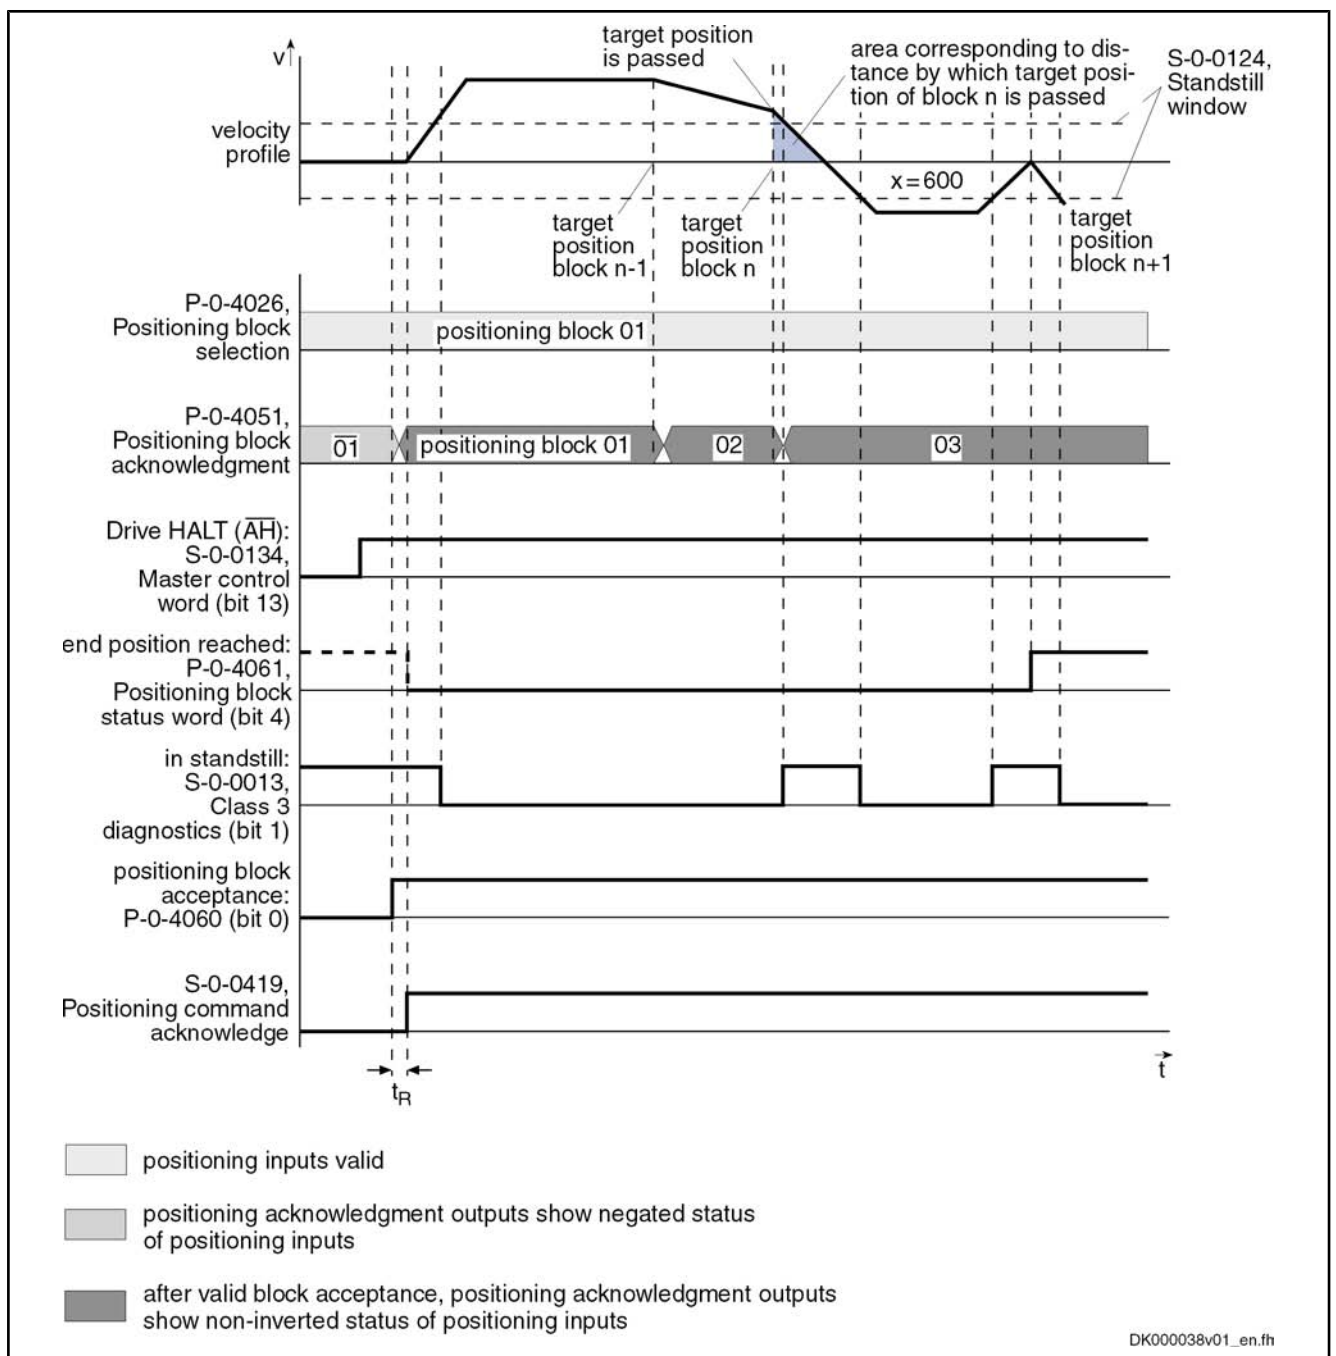 v
target position
is passed
area corresponding to dis-
tance by which target posi-
tion of block n is passed
S-0-0124,
Standstill
window
velocity
profile
x=600
target
position
block n-1
target
position
block n
target
position
block n+1
P-0-4026,
Positioning block
selection
positioning block 01
P-0-4051,
Positioning block
acknowledgment
0̅1̅
positioning block 01
02
03
Drive HALT (A̅H̅):
S-0-0134,
Master control
word (bit 13)
end position reached:
P-0-4061,
Positioning block
status word (bit 4)
in standstill:
S-0-0013,
Class 3
diagnostics (bit 1)
positioning block
acceptance:
P-0-4060 (bit 0)
S-0-0419,
Positioning command
acknowledge
t
tR
positioning inputs valid
positioning acknowledgment outputs show negated status
of positioning inputs
after valid block acceptance, positioning acknowledgment outputs
show non-inverted status of positioning inputs
DK000038v01_en.fh